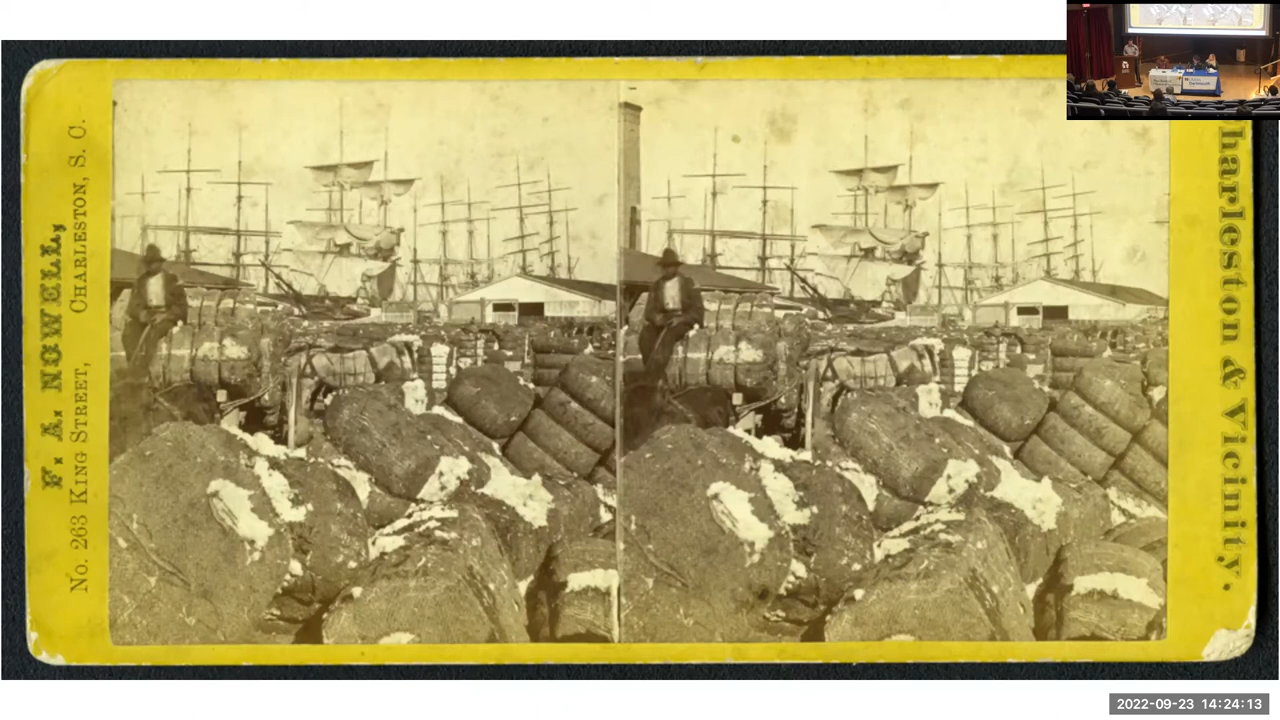 F. A. NOWELL,
No. 263 KING STREET, CHARLESTON, S. C.
harleston & Vicinity.
2022-09-23 14:24:13